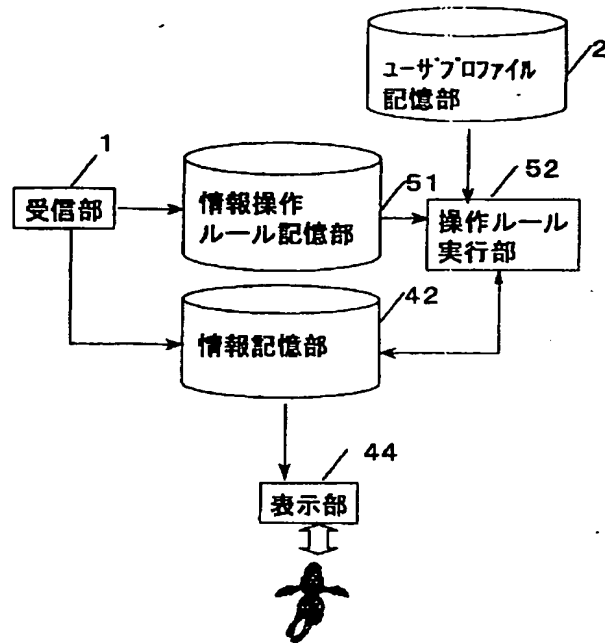 ユーザプロファイル
記憶部
2
1
受信部
情報操作
ルール記憶部
51
52
操作ルール
実行部
42
情報記憶部
44
表示部